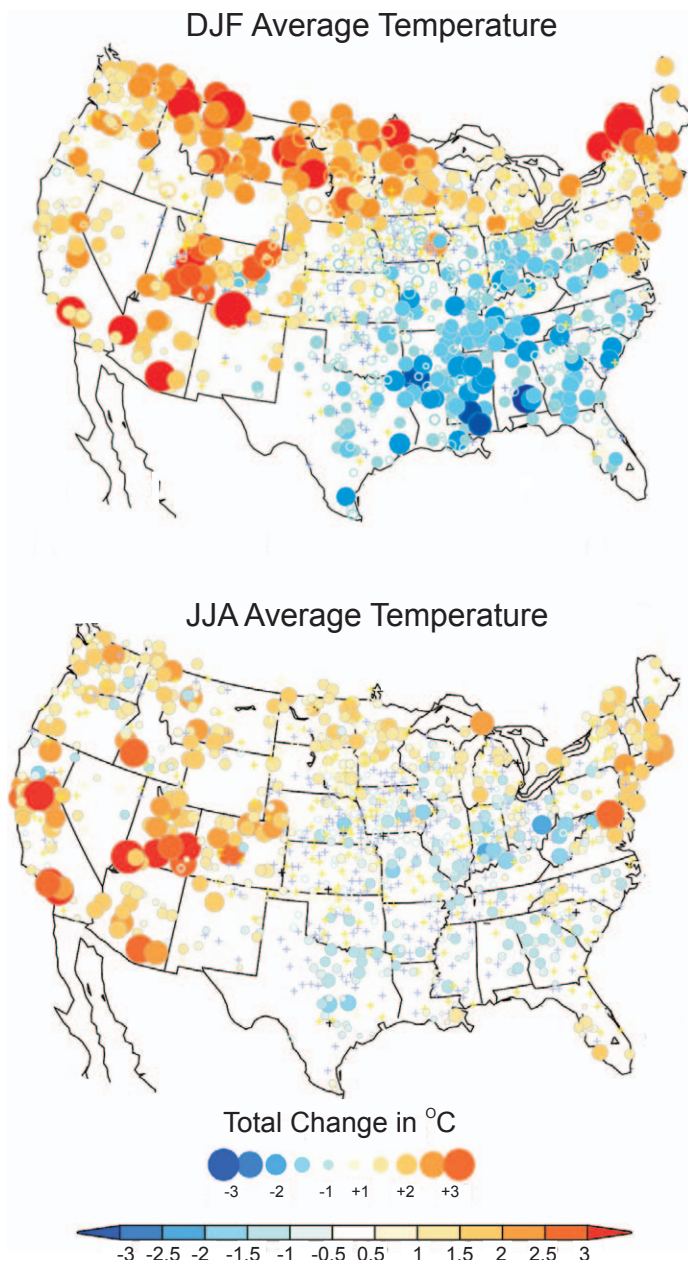 DJF Average Temperature
JJA Average Temperature
Total Change in °C
-3 -2 -1 +1 +2 +3
-3 -2.5 -2 -1.5 -1 -0.5 0.5 1 1.5 2 2.5 3